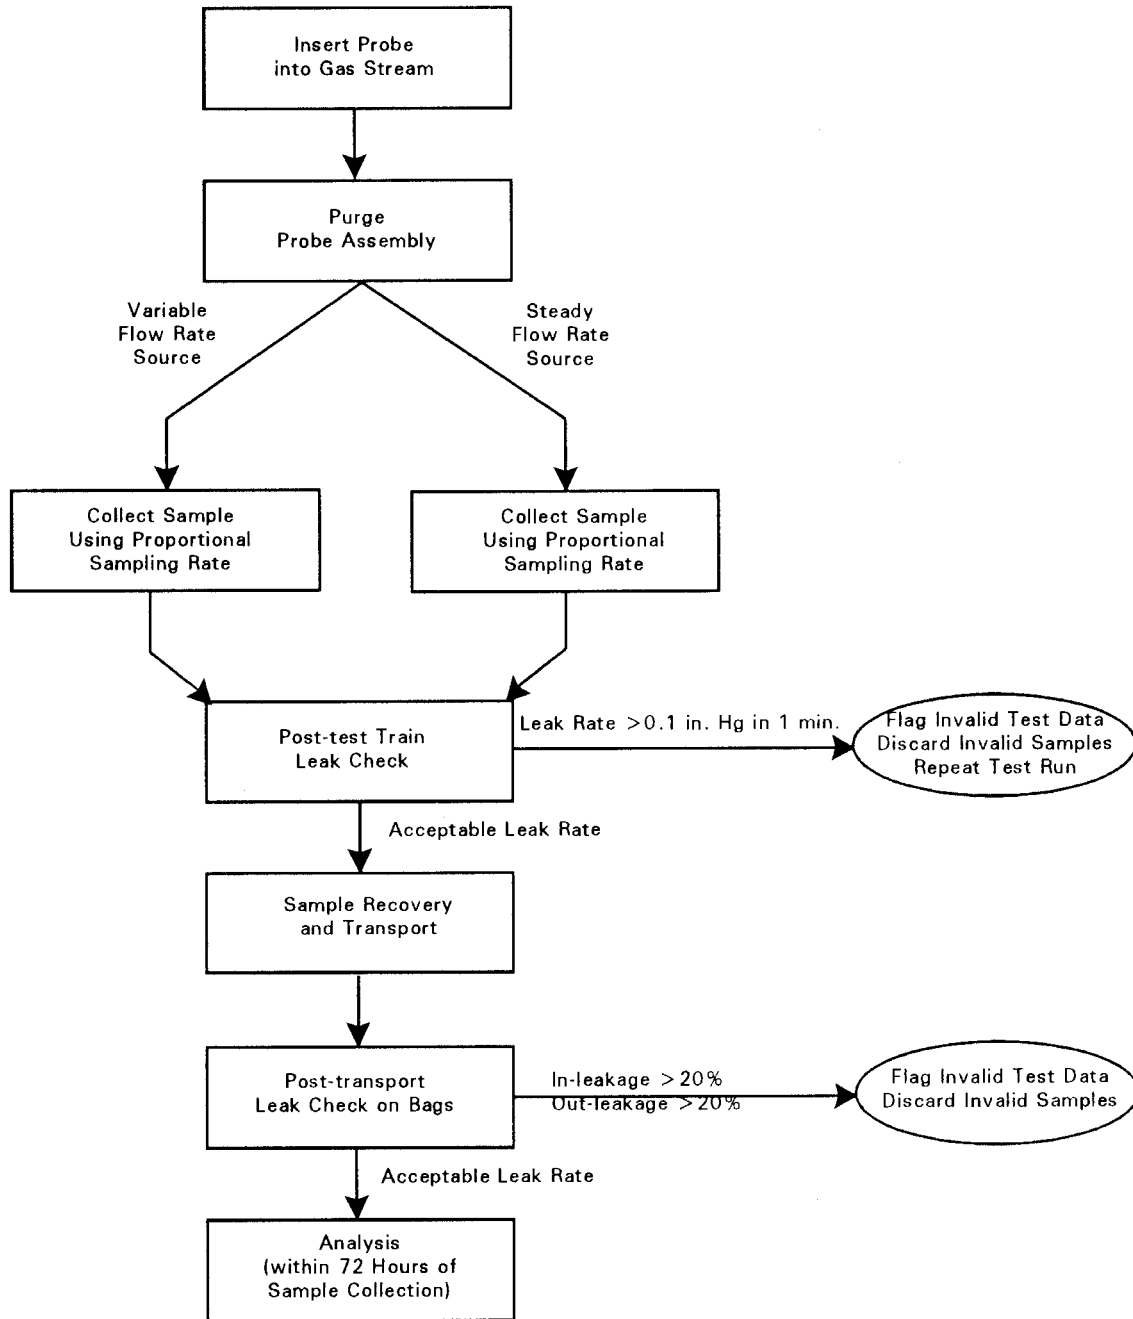 Insert Probe
into Gas Stream
Purge
Probe Assembly
Variable
Flow Rate
Source
Steady
Flow Rate
Source
Collect Sample
Using Proportional
Sampling Rate
Collect Sample
Using Proportional
Sampling Rate
Post-test Train
Leak Check
Leak Rate >0.1 in. Hg in 1 min.
Flag Invalid Test Data
Discard Invalid Samples
Repeat Test Run
Acceptable Leak Rate
Sample Recovery
and Transport
Post-transport
Leak Check on Bags
In-leakage >20%
Out-leakage >20%
Flag Invalid Test Data
Discard Invalid Samples
Acceptable Leak Rate
Analysis
(within 72 Hours of
Sample Collection)